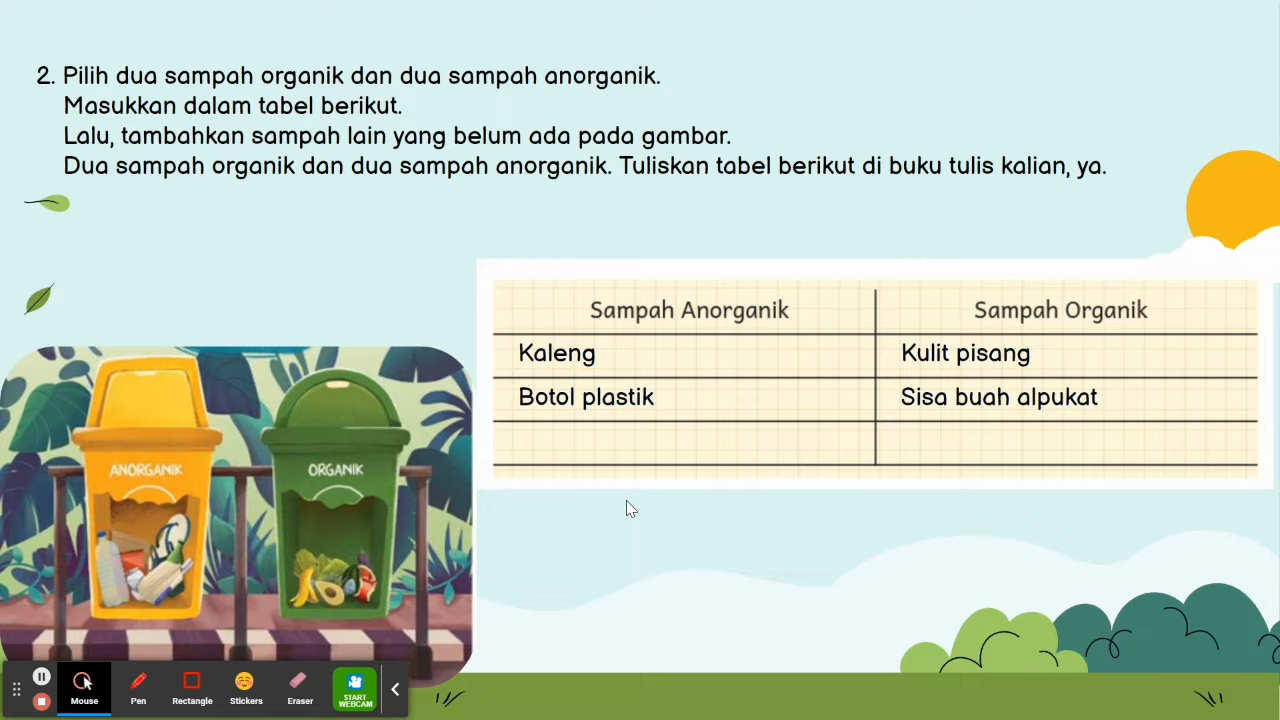 2. Pilih dua sampah organik dan dua sampah anorganik.
Masukkan dalam tabel berikut.
Lalu, tambahkan sampah lain yang belum ada pada gambar.
Dua sampah organik dan dua sampah anorganik. Tuliskan tabel berikut di buku tulis kalian, ya.
Sampah Anorganik Sampah Organik
Kaleng Kulit pisang
Botol plastik Sisa buah alpukat
ANORGANIK ORGANIK
Mouse Pen Rectangle Stickers Eraser START WEBCAM